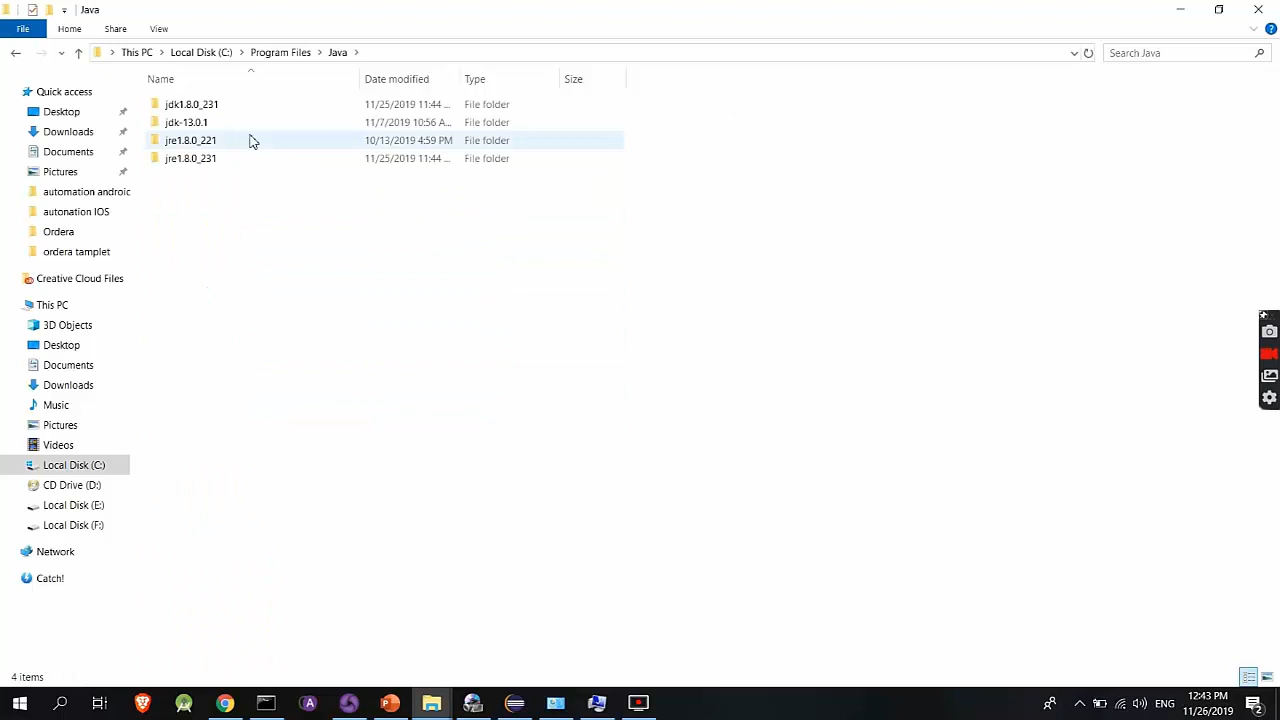 Java
File Home Share View
This PC Local Disk (C:) Program Files Java
Search Java
Name Date modified Type Size
jdk1.8.0_231 11/25/2019 11:44 ... File folder
jdk-13.0.1 11/7/2019 10:56 A... File folder
jre1.8.0_221 10/13/2019 4:59 PM File folder
jre1.8.0_231 11/25/2019 11:44 ... File folder
Quick access
Desktop
Downloads
Documents
Pictures
automation androic
autonation IOS
Ordera
ordera tamplet
Creative Cloud Files
This PC
3D Objects
Desktop
Documents
Downloads
Music
Pictures
Videos
Local Disk (C:)
CD Drive (D:)
Local Disk (E:)
Local Disk (F:)
Network
Catch!
4 items
ENG
12:43 PM
11/26/2019
2